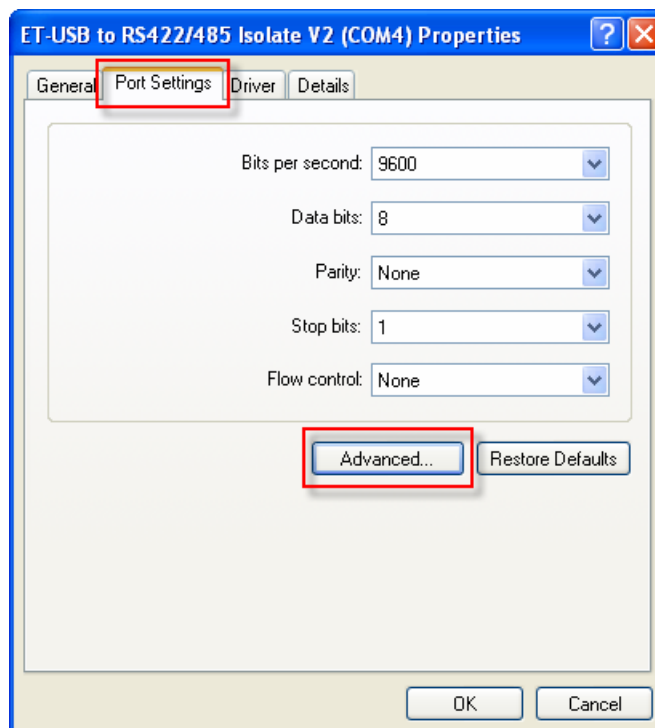 ET-USB to RS422/485 Isolate V2 (COM4) Properties
General Port Settings Driver Details
Bits per second: 9600
Data bits: 8
Parity: None
Stop bits: 1
Flow control: None
Advanced... Restore Defaults
OK Cancel